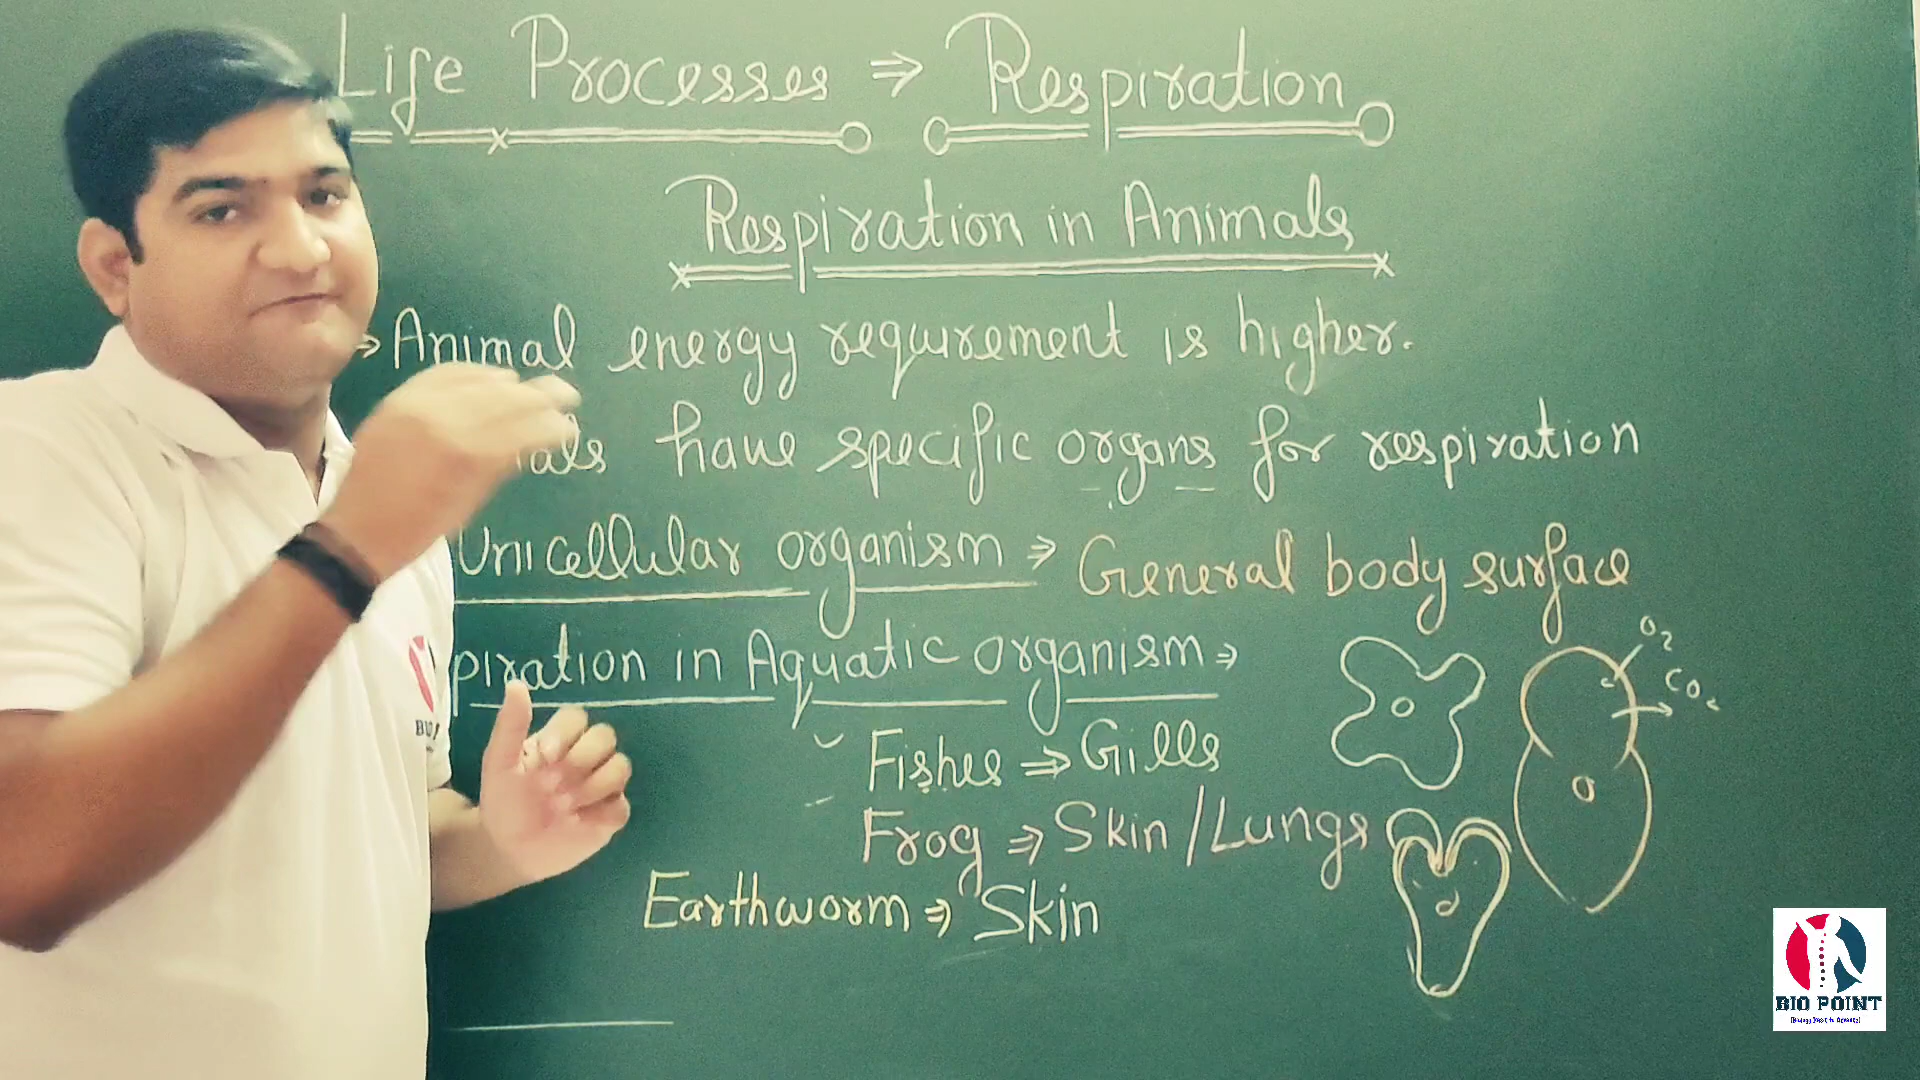 Life Processes ⇒ Respiration
Respiration in Animals
⇒ Animal energy requirement is higher.
have specific organs for respiration
Unicellular organism ⇒ General body surface
piration in Aquatic organism ⇒
O2
CO2
Fishes ⇒ Gills
Frog ⇒ Skin / Lungs
Earthworm ⇒ Skin
BIO POINT